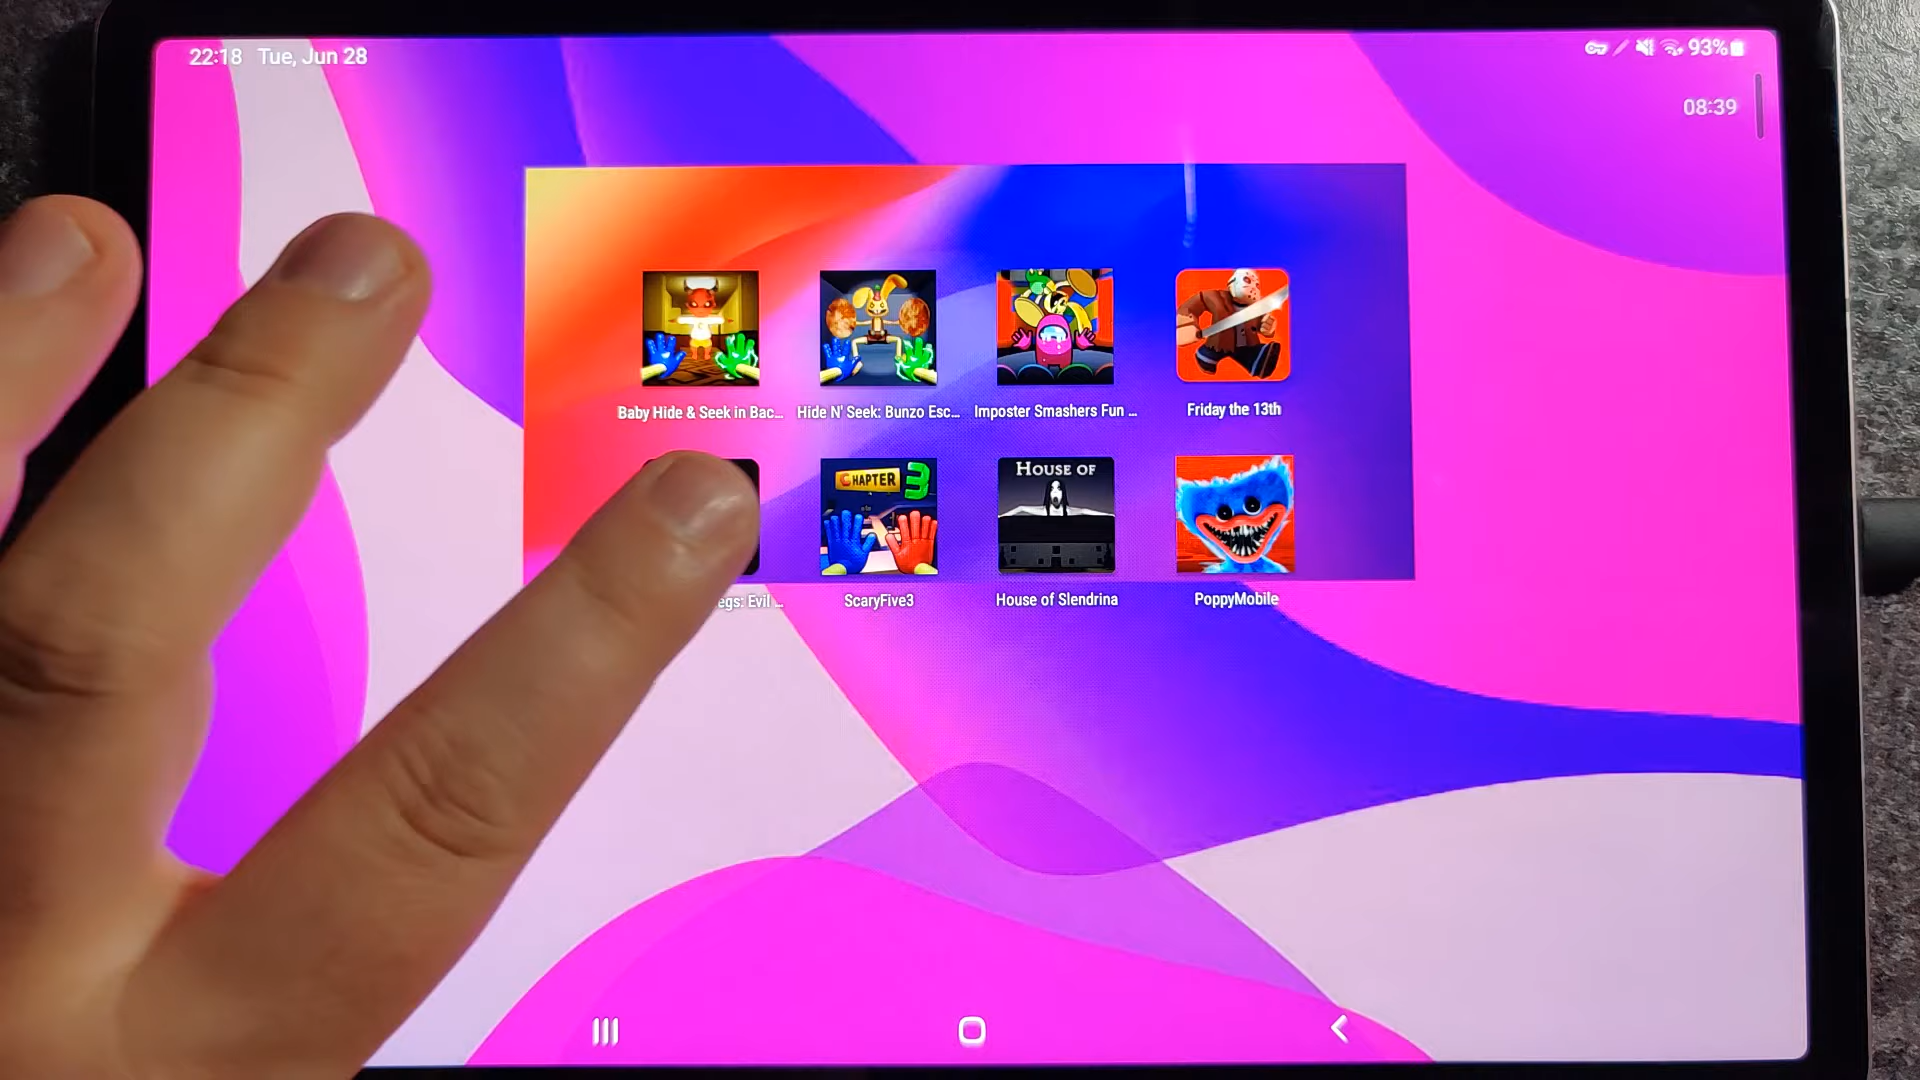 22:18 Tue, Jun 28
93%
08:39
Baby Hide & Seek in Bac...
Hide N' Seek: Bunzo Esc...
Imposter Smashers Fun ...
Friday the 13th
CHAPTER 3
HOUSE OF
egs: Evil ...
ScaryFive3
House of Slendrina
PoppyMobile